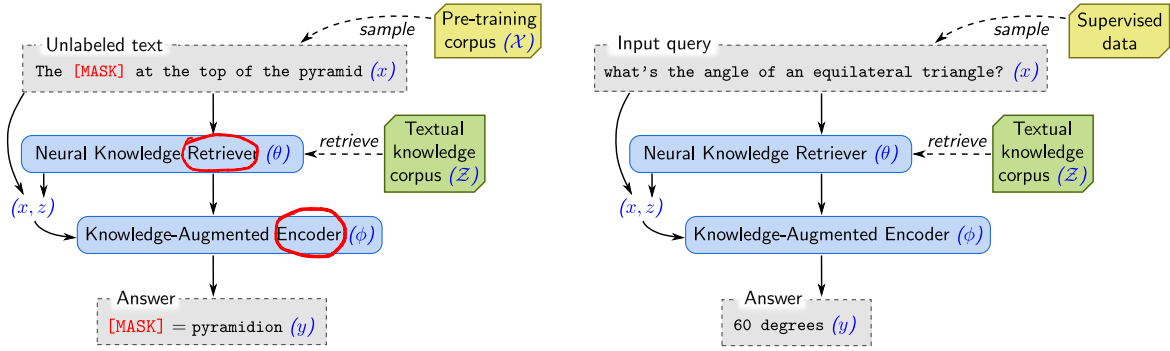 Unlabeled text
sample
Pre-training
corpus (𝒳)
The [MASK] at the top of the pyramid (x)
Neural Knowledge Retriever (θ)
retrieve
Textual
knowledge
corpus (𝒵)
(x, z)
Knowledge-Augmented Encoder (ϕ)
Answer
[MASK] = pyramidion (y)
Input query
sample
Supervised
data
what's the angle of an equilateral triangle? (x)
Neural Knowledge Retriever (θ)
retrieve
Textual
knowledge
corpus (𝒵)
(x, z)
Knowledge-Augmented Encoder (ϕ)
Answer
60 degrees (y)